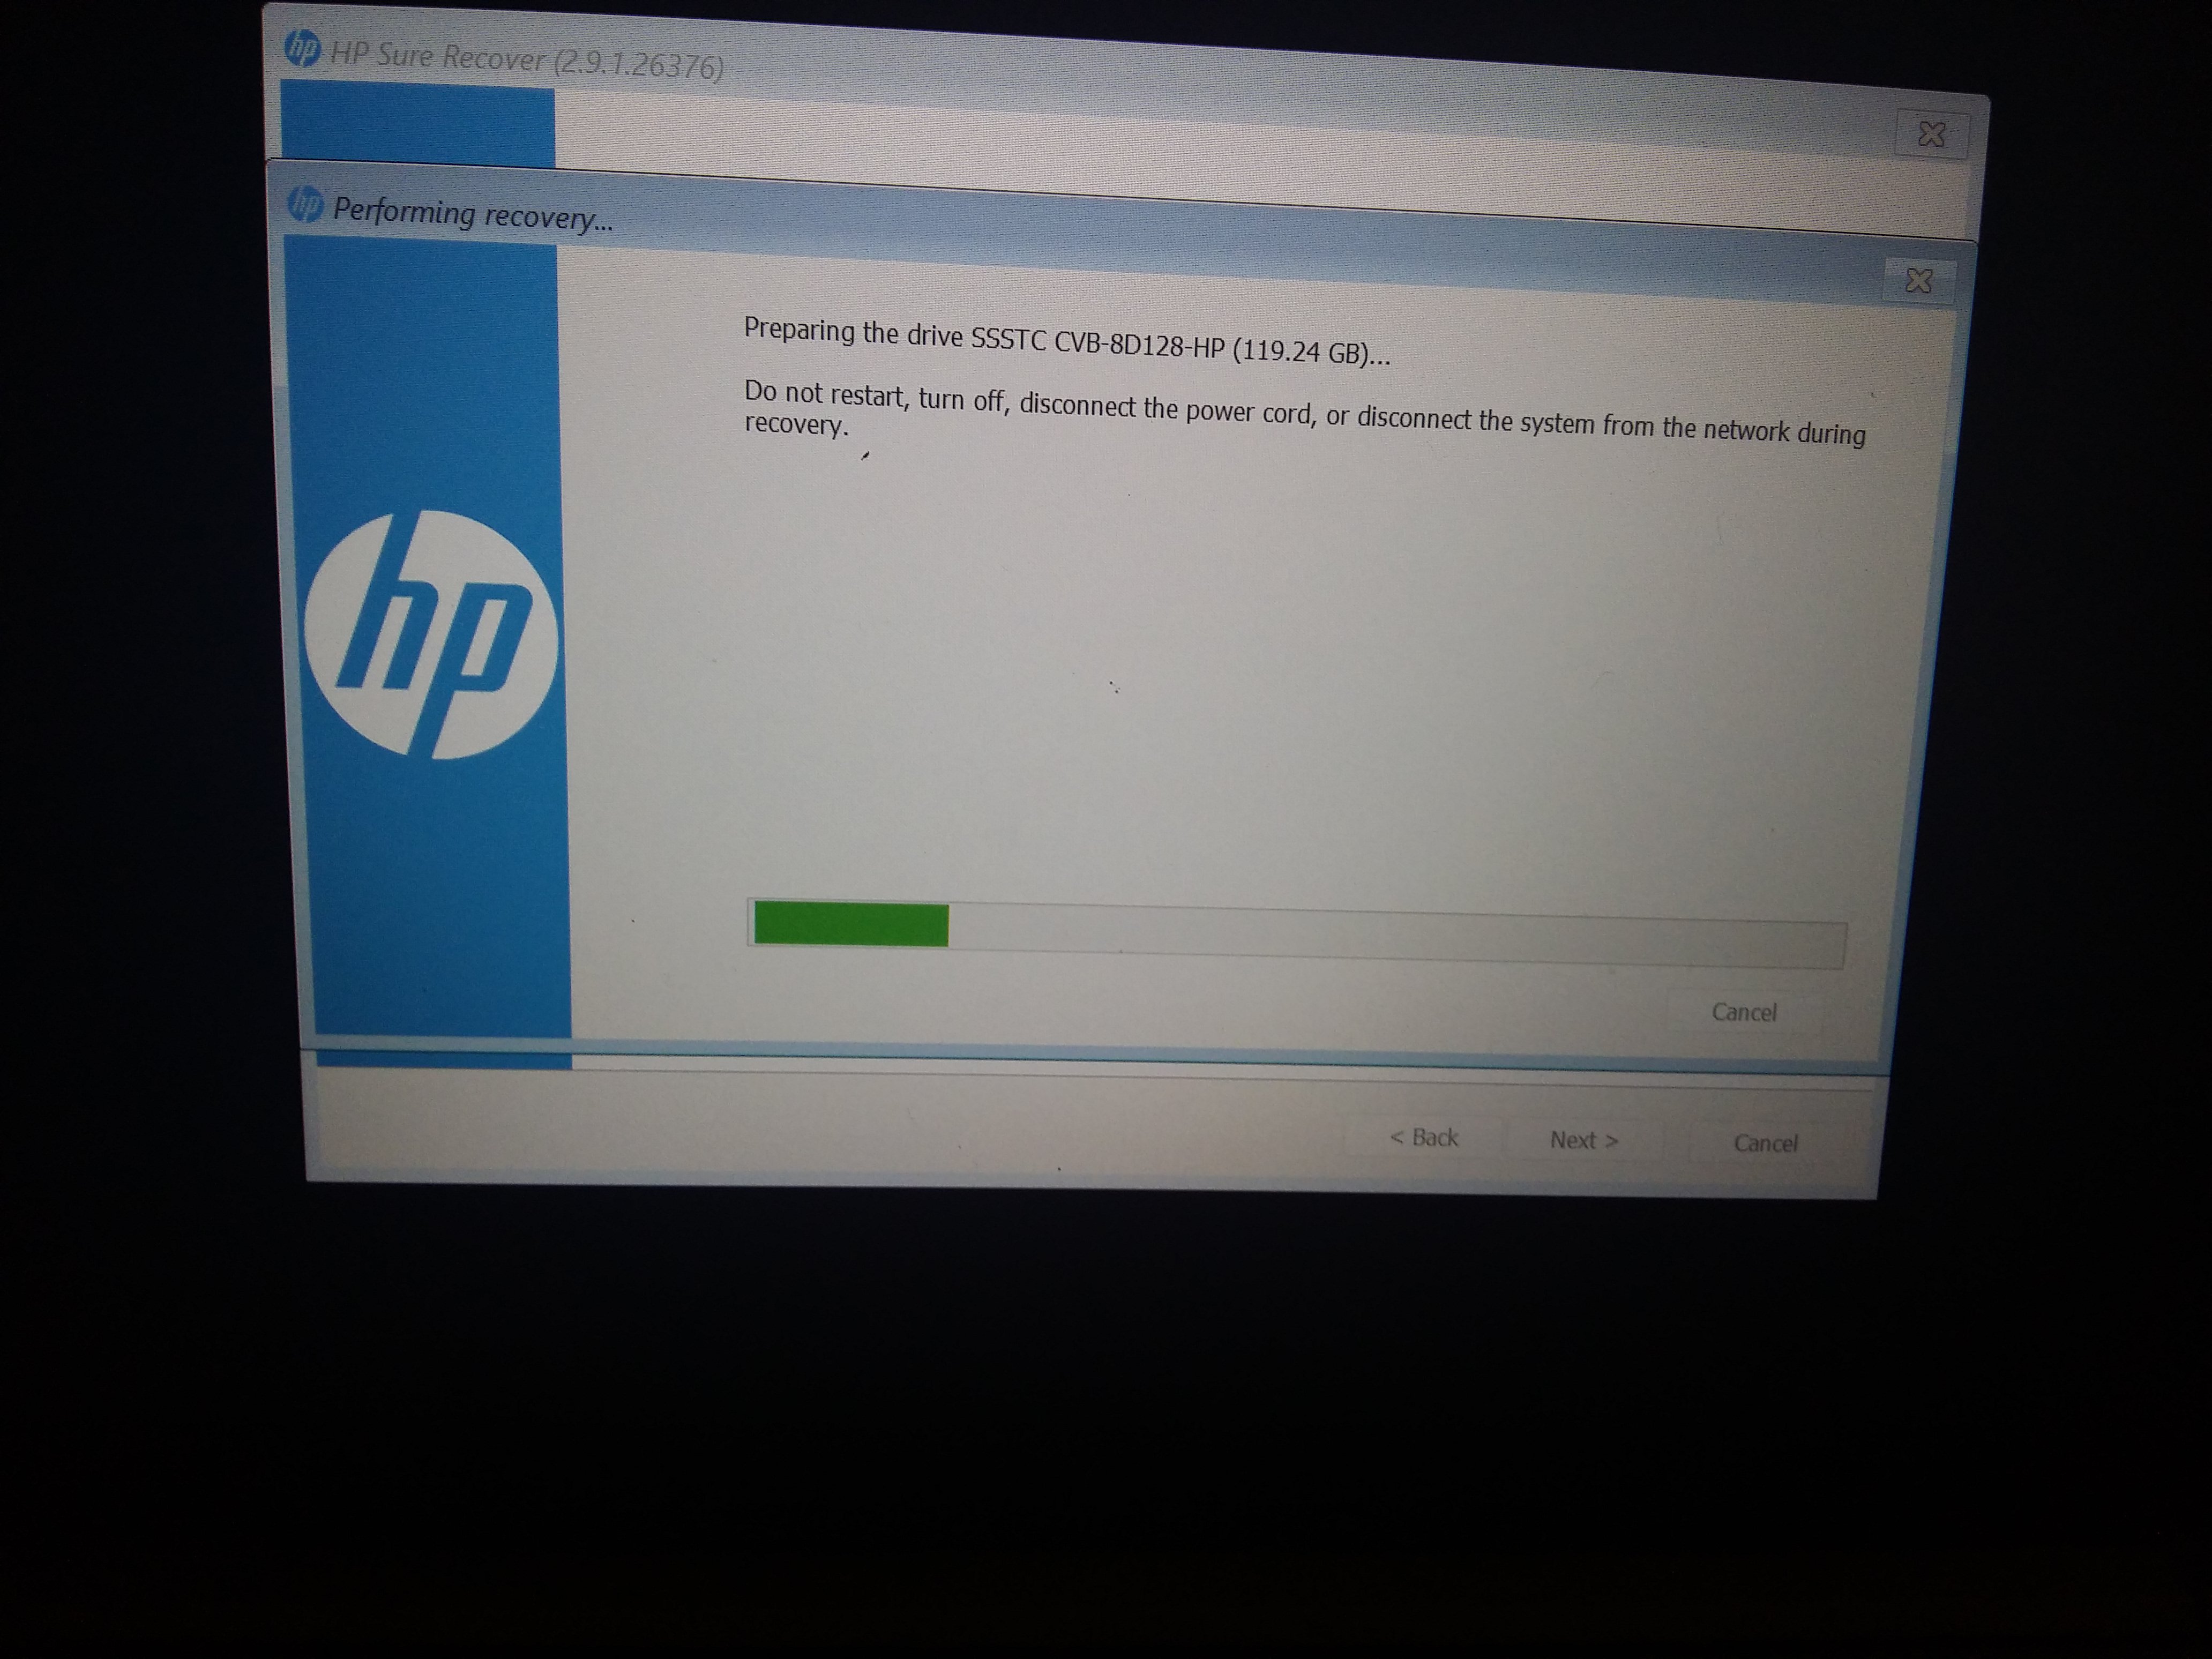 hp HP Sure Recover (2.9.1.26376)
hp Performing recovery...
Preparing the drive SSSTC CVB-8D128-HP (119.24 GB)...
Do not restart, turn off, disconnect the power cord, or disconnect the system from the network during
recovery.
hp
Cancel
< Back Next > Cancel